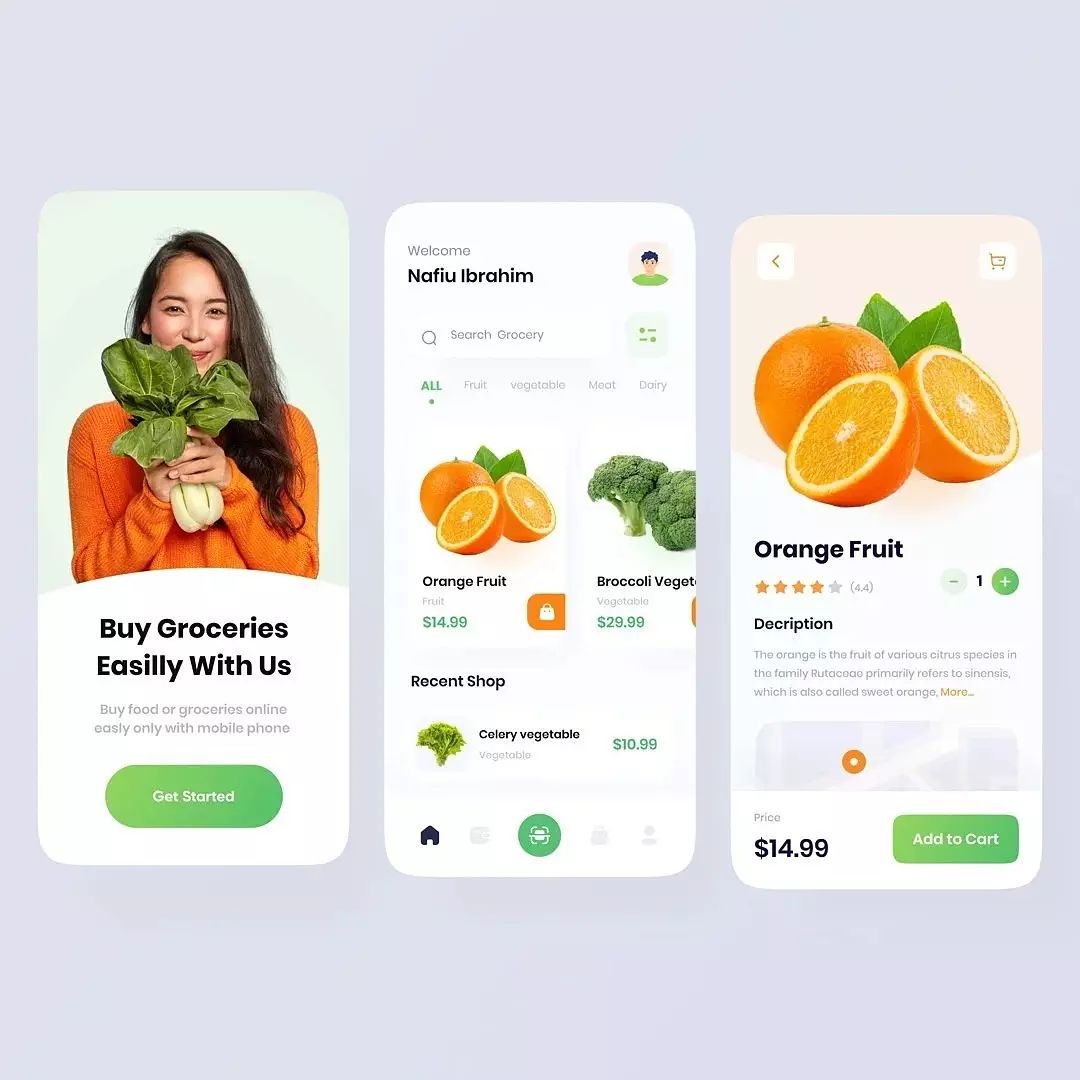 Buy Groceries
Easilly With Us
Buy food or groceries online
easly only with mobile phone
Get Started
Welcome
Nafiu Ibrahim
Search Grocery
ALL Fruit vegetable Meat Dairy
Orange Fruit
Fruit
$14.99
Broccoli Veget
Vegetable
$29.99
Recent Shop
Celery vegetable
Vegetable
$10.99
Orange Fruit
(4.4)
1
Decription
The orange is the fruit of various citrus species in
the family Rutaceae primarily refers to sinensis,
which is also called sweet orange, More...
Price
$14.99
Add to Cart